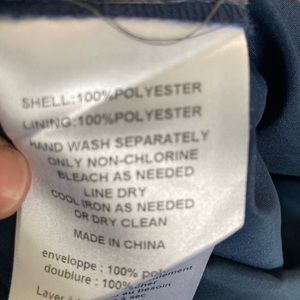 SHELL:100%POLYESTER
LINING:100%POLYESTER
HAND WASH SEPARATELY
ONLY NON-CHLORINE
BLEACH AS NEEDED
LINE DRY
COOL IRON AS NEEDED
OR DRY CLEAN
MADE IN CHINA
enveloppe : 100%
doublure : 100%
Laver